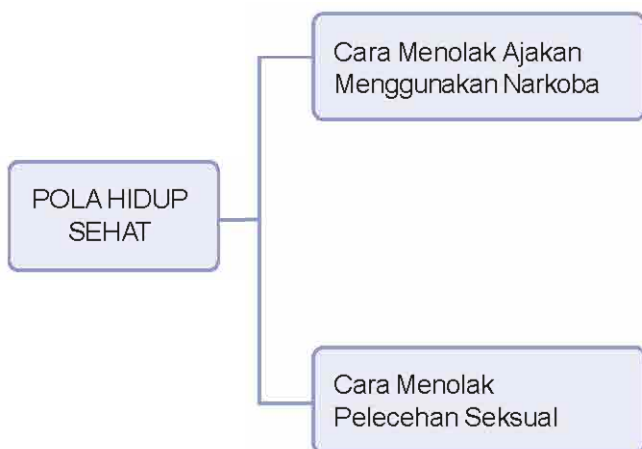 Cara Menolak Ajakan
Menggunakan Narkoba
POLA HIDUP
SEHAT
Cara Menolak
Pelecehan Seksual